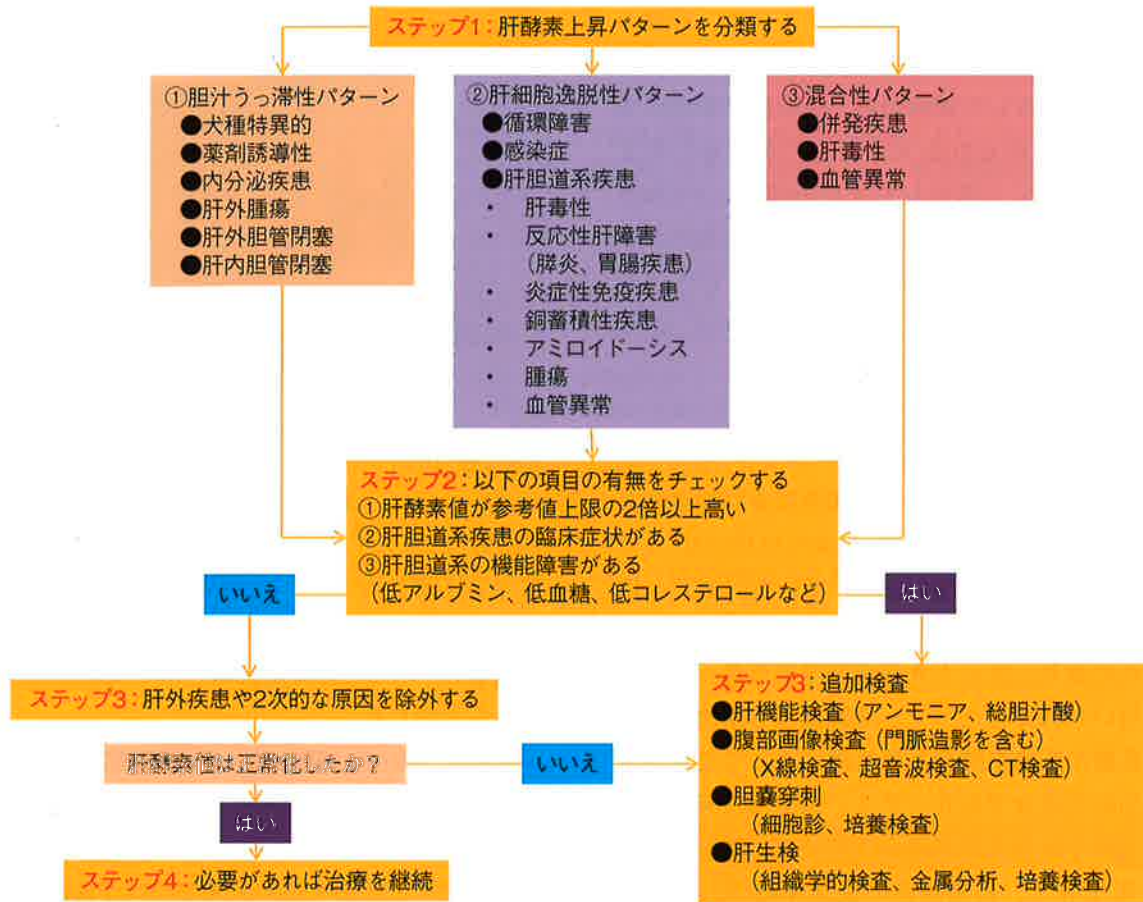 ステップ1：肝酵素上昇パターンを分類する
①胆汁うっ滞性パターン
●犬種特異的
●薬剤誘導性
●内分泌疾患
●肝外腫瘍
●肝外胆管閉塞
●肝内胆管閉塞
②肝細胞逸脱性パターン
●循環障害
●感染症
●肝胆道系疾患
・ 肝毒性
・ 反応性肝障害
（膵炎、胃腸疾患）
・ 炎症性免疫疾患
・ 銅蓄積性疾患
・ アミロイドーシス
・ 腫瘍
・ 血管異常
③混合性パターン
●併発疾患
●肝毒性
●血管異常
ステップ2：以下の項目の有無をチェックする
①肝酵素値が参考値上限の2倍以上高い
②肝胆道系疾患の臨床症状がある
③肝胆道系の機能障害がある
（低アルブミン、低血糖、低コレステロールなど）
いいえ
はい
ステップ3：肝外疾患や2次的な原因を除外する
肝酵素値は正常化したか？
いいえ
はい
ステップ4：必要があれば治療を継続
ステップ3：追加検査
●肝機能検査（アンモニア、総胆汁酸）
●腹部画像検査（門脈造影を含む）
（X線検査、超音波検査、CT検査）
●胆嚢穿刺
（細胞診、培養検査）
●肝生検
（組織学的検査、金属分析、培養検査）